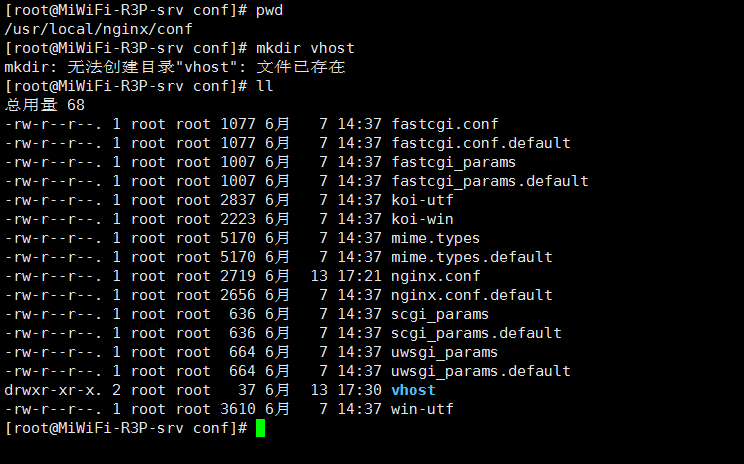 [root@MiWiFi-R3P-srv conf]# pwd
/usr/local/nginx/conf
[root@MiWiFi-R3P-srv conf]# mkdir vhost
mkdir: 无法创建目录"vhost": 文件已存在
[root@MiWiFi-R3P-srv conf]# ll
总用量 68
-rw-r--r--. 1 root root 1077 6月   7 14:37 fastcgi.conf
-rw-r--r--. 1 root root 1077 6月   7 14:37 fastcgi.conf.default
-rw-r--r--. 1 root root 1007 6月   7 14:37 fastcgi_params
-rw-r--r--. 1 root root 1007 6月   7 14:37 fastcgi_params.default
-rw-r--r--. 1 root root 2837 6月   7 14:37 koi-utf
-rw-r--r--. 1 root root 2223 6月   7 14:37 koi-win
-rw-r--r--. 1 root root 5170 6月   7 14:37 mime.types
-rw-r--r--. 1 root root 5170 6月   7 14:37 mime.types.default
-rw-r--r--. 1 root root 2719 6月  13 17:21 nginx.conf
-rw-r--r--. 1 root root 2656 6月   7 14:37 nginx.conf.default
-rw-r--r--. 1 root root  636 6月   7 14:37 scgi_params
-rw-r--r--. 1 root root  636 6月   7 14:37 scgi_params.default
-rw-r--r--. 1 root root  664 6月   7 14:37 uwsgi_params
-rw-r--r--. 1 root root  664 6月   7 14:37 uwsgi_params.default
drwxr-xr-x. 2 root root   37 6月  13 17:30 vhost
-rw-r--r--. 1 root root 3610 6月   7 14:37 win-utf
[root@MiWiFi-R3P-srv conf]#